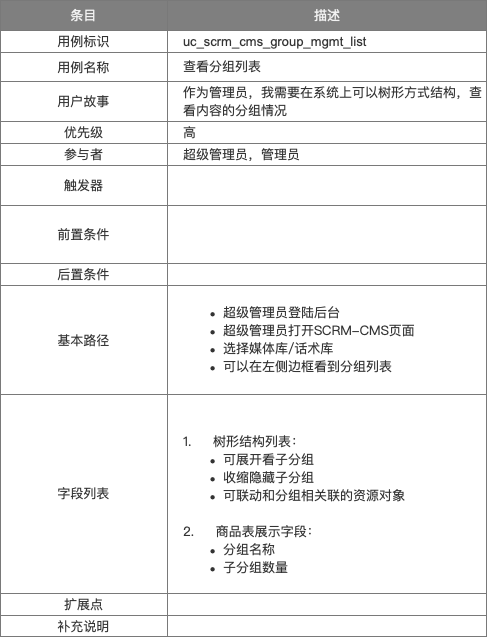 条目 描述
用例标识 uc_scrm_cms_group_mgmt_list
用例名称 查看分组列表
用户故事 作为管理员，我需要在系统上可以树形方式结构，查
看内容的分组情况
优先级 高
参与者 超级管理员，管理员
触发器
前置条件
后置条件
基本路径
• 超级管理员登陆后台
• 超级管理员打开SCRM-CMS页面
• 选择媒体库/话术库
• 可以在左侧边框看到分组列表
字段列表
1. 树形结构列表：
• 可展开看子分组
• 收缩隐藏子分组
• 可联动和分组相关联的资源对象
2. 商品表展示字段：
• 分组名称
• 子分组数量
扩展点
补充说明